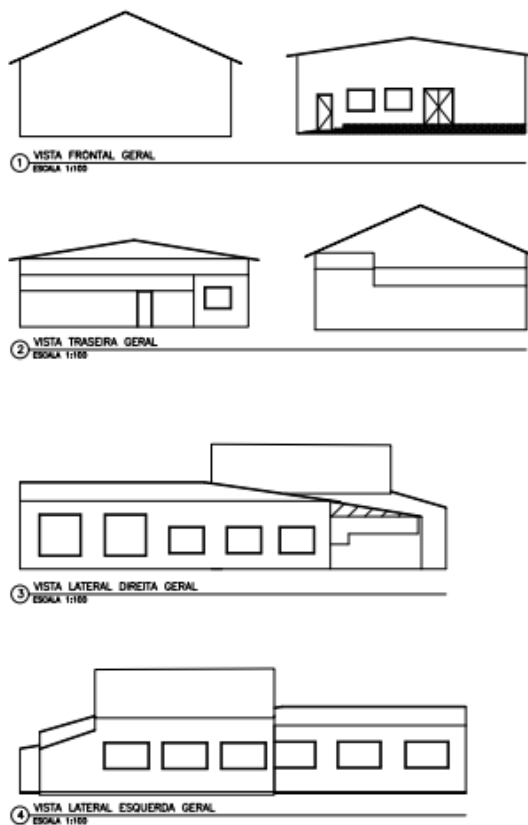 1 VISTA FRONTAL GERAL
ESCALA 1:100
2 VISTA TRASEIRA GERAL
ESCALA 1:100
3 VISTA LATERAL DIREITA GERAL
ESCALA 1:100
4 VISTA LATERAL ESQUERDA GERAL
ESCALA 1:100